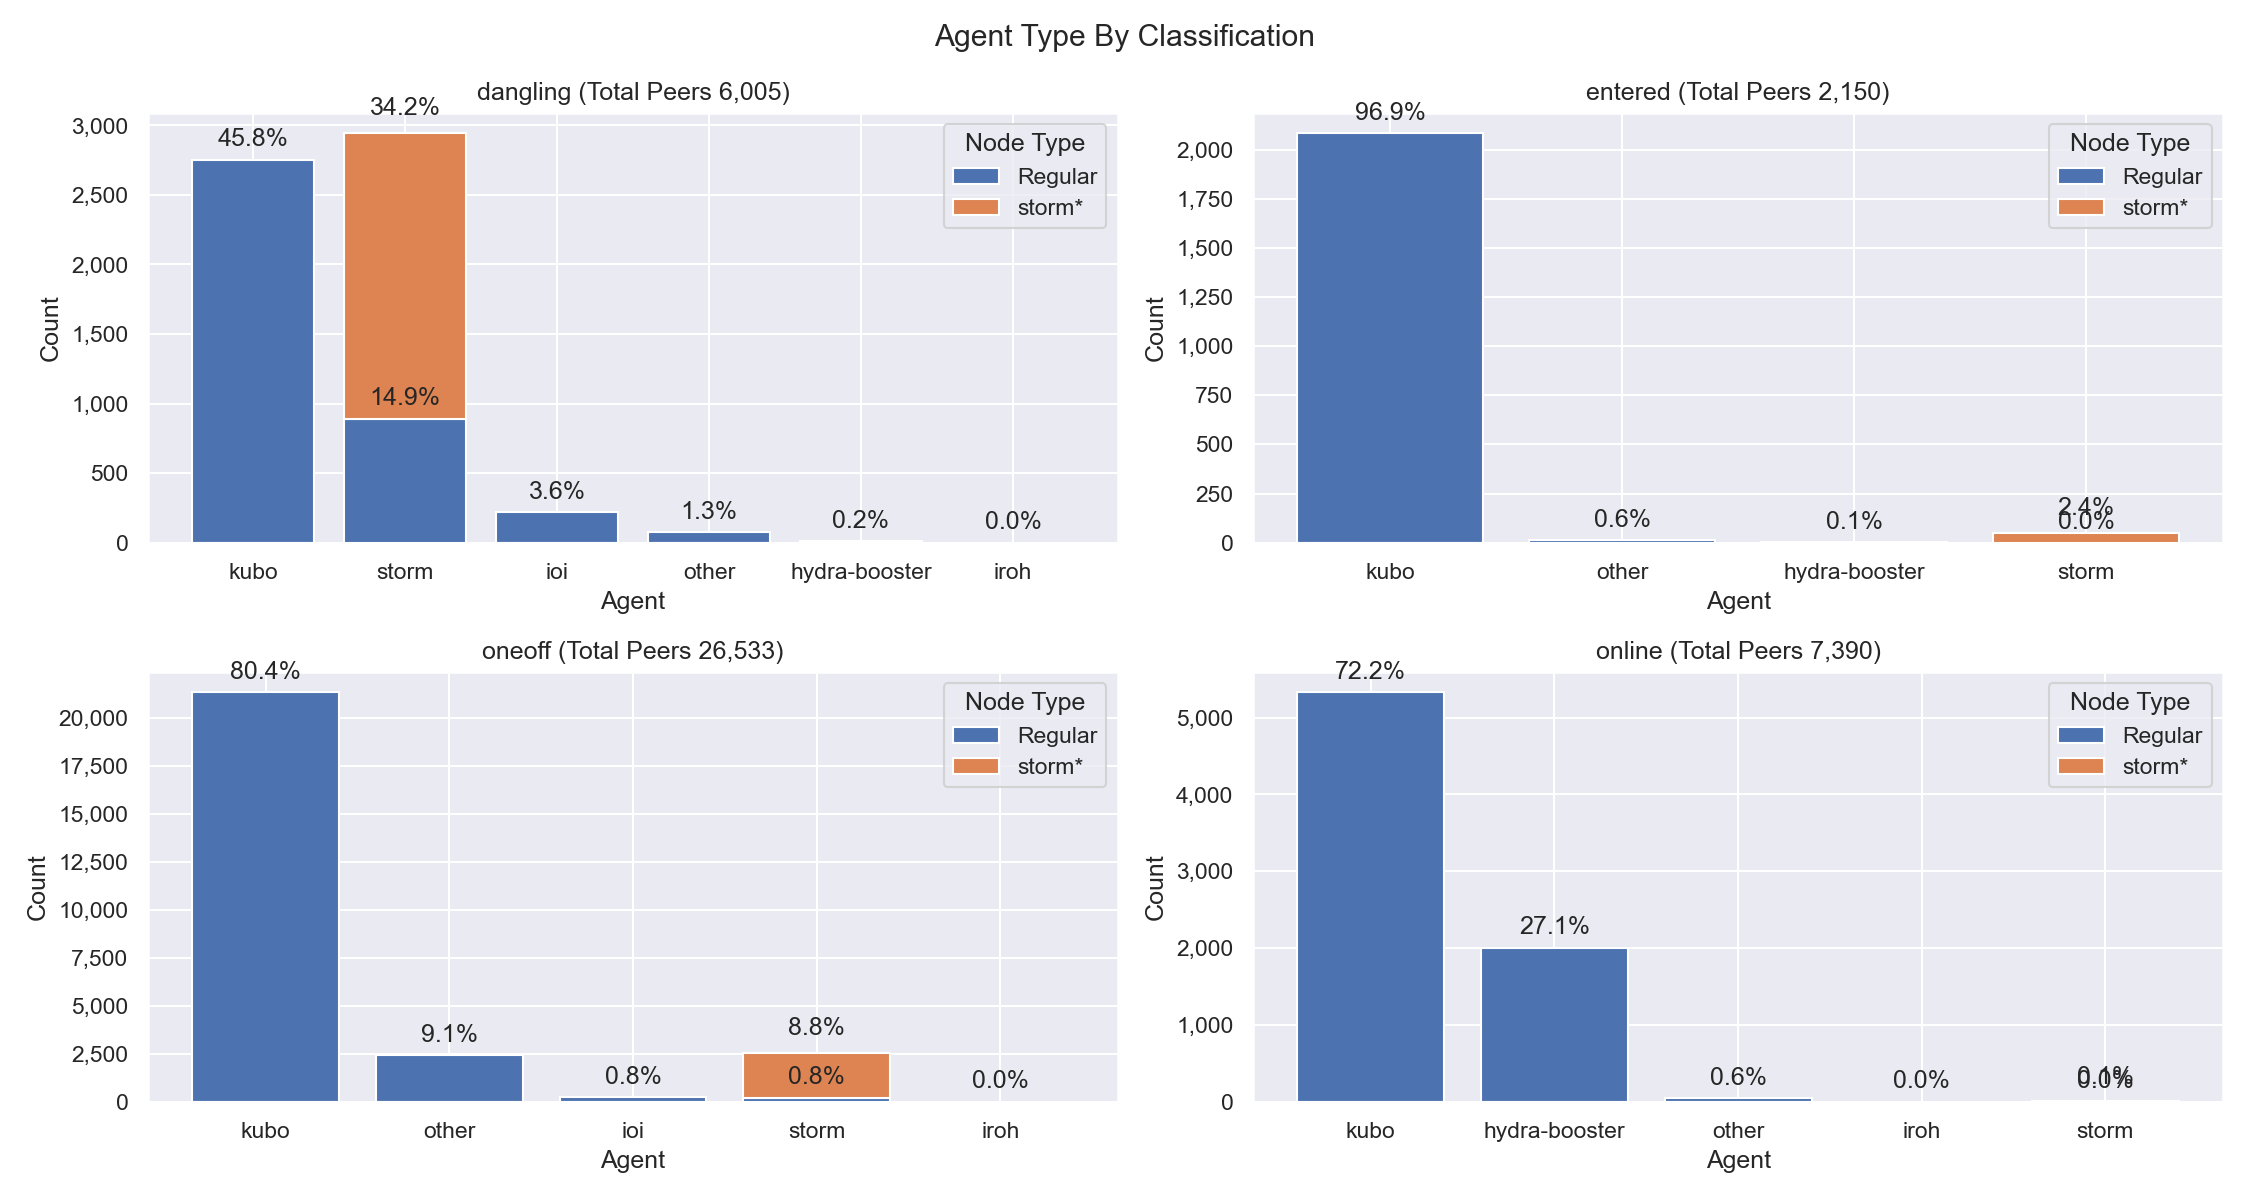 Agent Type By Classification
dangling (Total Peers 6,005)
Count
3,000
2,500
2,000
1,500
1,000
500
0
45.8%
34.2%
14.9%
3.6%
1.3%
0.2%
0.0%
Node Type
Regular
storm*
kubo storm ioi other hydra-booster iroh
Agent
entered (Total Peers 2,150)
Count
2,000
1,750
1,500
1,250
1,000
750
500
250
0
96.9%
0.6%
0.1%
2.4%
0.0%
Node Type
Regular
storm*
kubo other hydra-booster storm
Agent
oneoff (Total Peers 26,533)
Count
20,000
17,500
15,000
12,500
10,000
7,500
5,000
2,500
0
80.4%
9.1%
0.8%
8.8%
0.8%
0.0%
Node Type
Regular
storm*
kubo other ioi storm iroh
Agent
online (Total Peers 7,390)
Count
5,000
4,000
3,000
2,000
1,000
0
72.2%
27.1%
0.6%
0.0%
0.1%
0.0%
Node Type
Regular
storm*
kubo hydra-booster other iroh storm
Agent